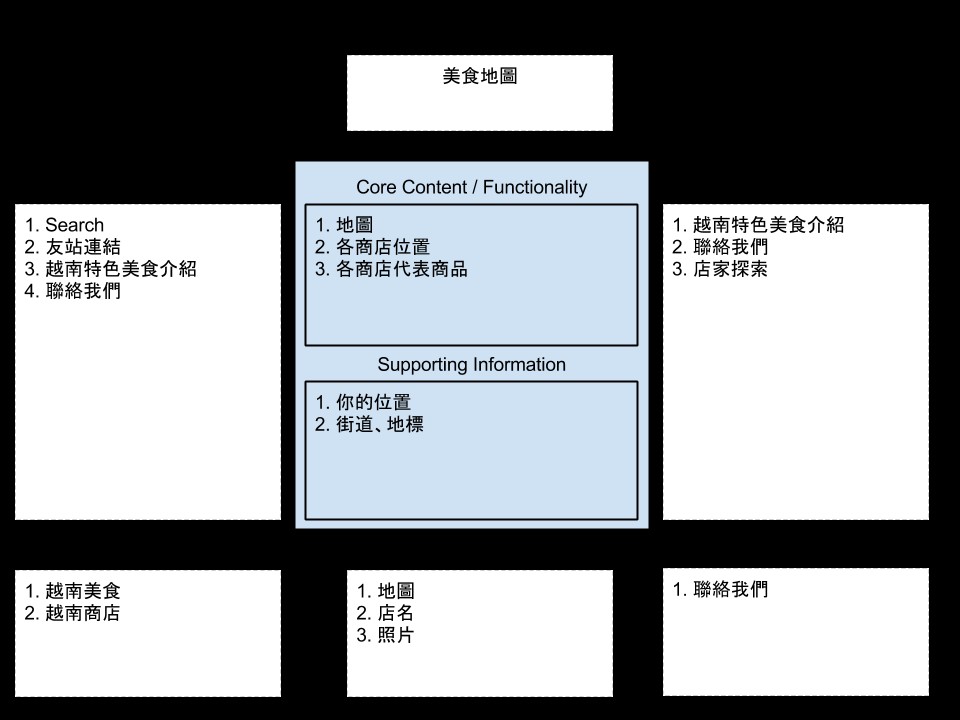 美食地圖
Core Content / Functionality
1. Search
2. 友站連結
3. 越南特色美食介紹
4. 聯絡我們
1. 地圖
2. 各商店位置
3. 各商店代表商品
1. 越南特色美食介紹
2. 聯絡我們
3. 店家探索
Supporting Information
1. 你的位置
2. 街道、地標
1. 越南美食
2. 越南商店
1. 地圖
2. 店名
3. 照片
1. 聯絡我們